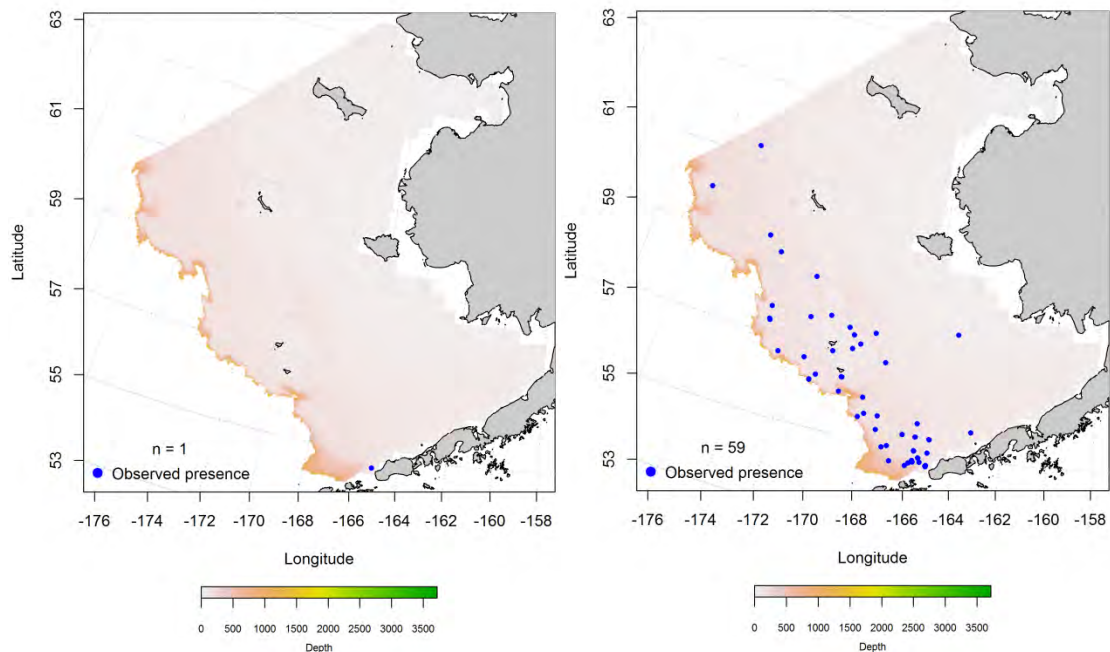 63
61
59
57
55
53
Latitude
n = 1
Observed presence
-176 -174 -172 -170 -168 -166 -164 -162 -160 -158
Longitude
0 500 1000 1500 2000 2500 3000 3500
Depth
63
61
59
57
55
53
Latitude
n = 59
Observed presence
-176 -174 -172 -170 -168 -166 -164 -162 -160 -158
Longitude
0 500 1000 1500 2000 2500 3000 3500
Depth